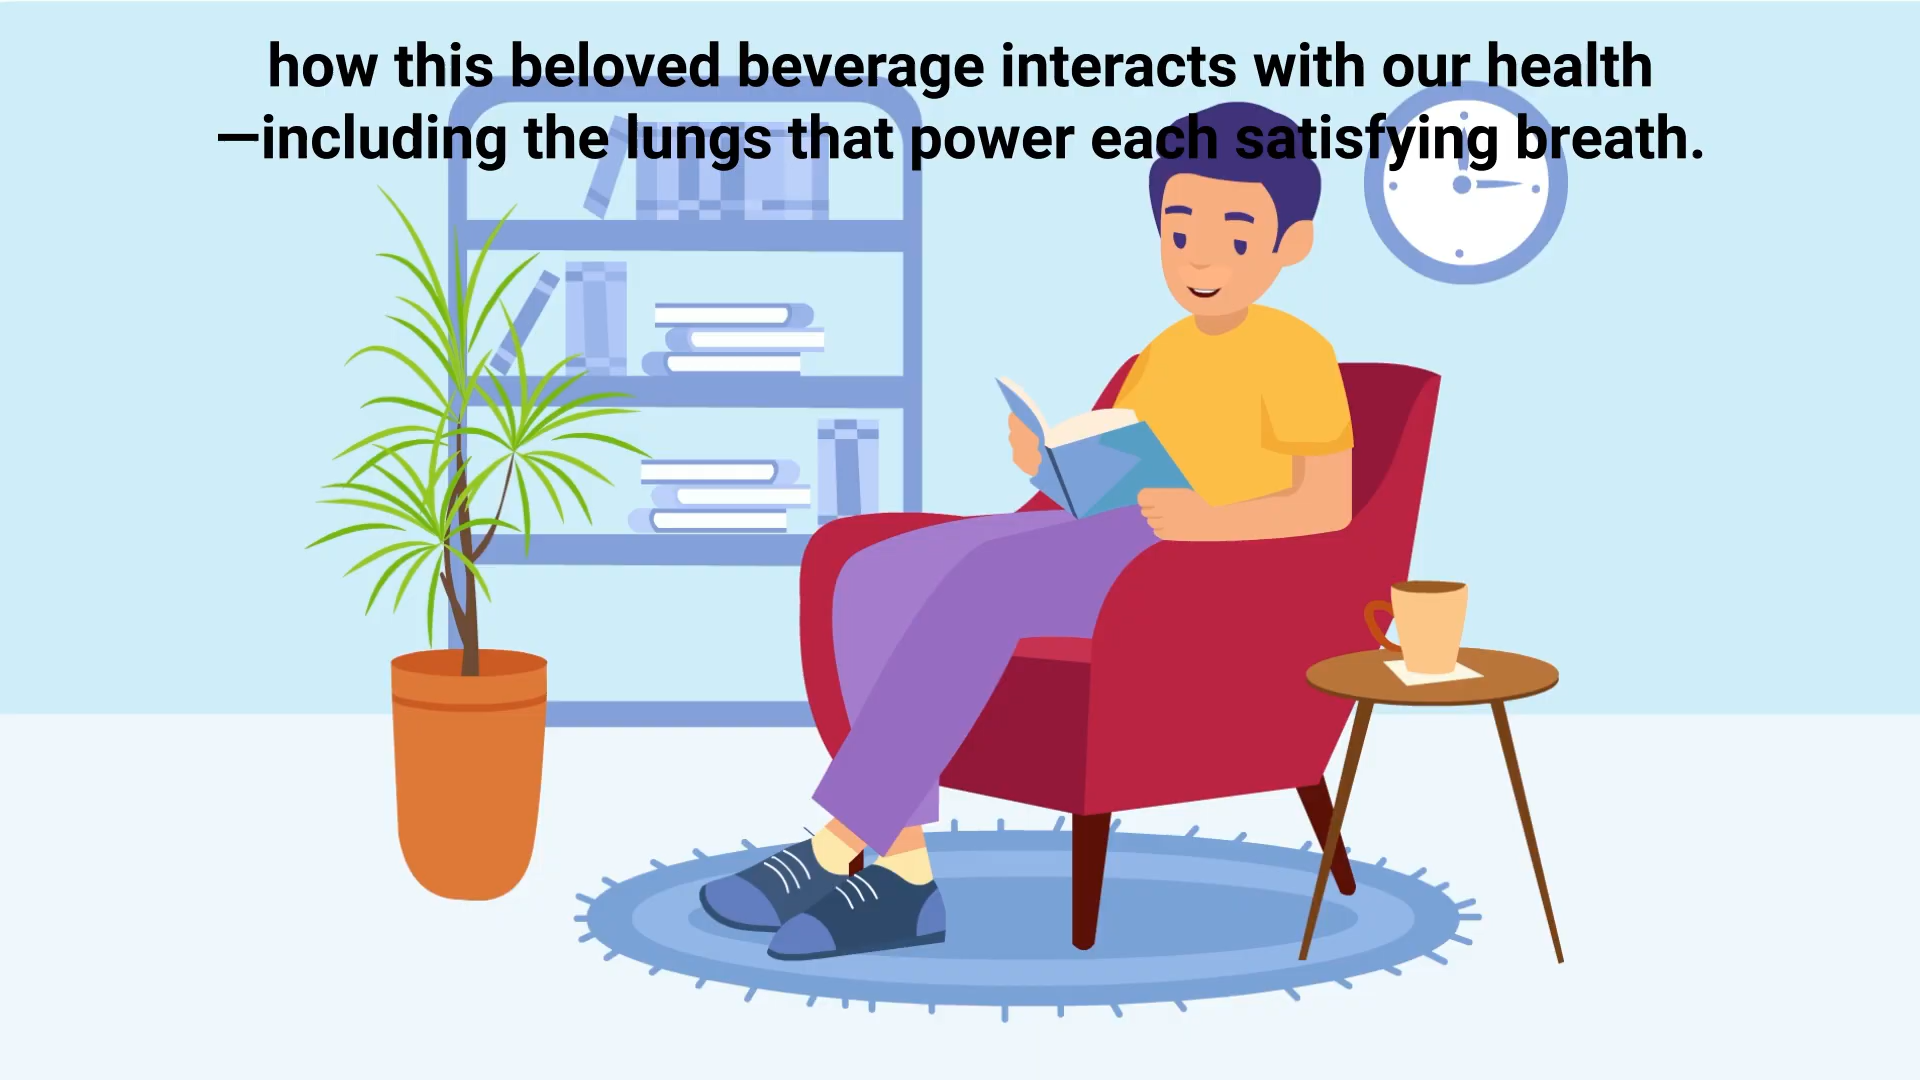 how this beloved beverage interacts with our health
—including the lungs that power each satisfying breath.